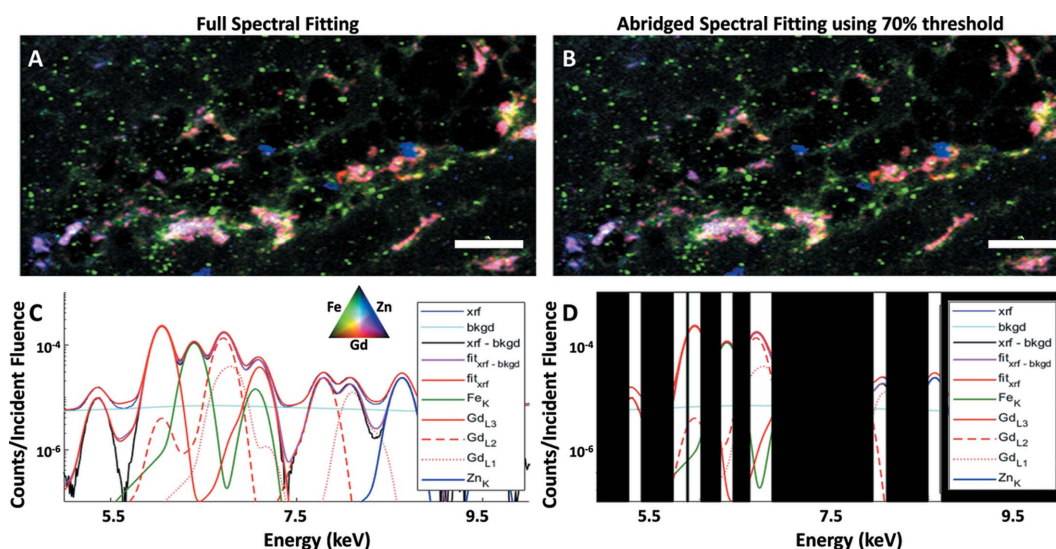 Full Spectral Fitting
Abridged Spectral Fitting using 70% threshold
A
B
C
Counts/Incident Fluence
10-4
10-6
Fe
Zn
Gd
xrf
bkgd
xrf - bkgd
fitxrf - bkgd
fitxrf
FeK
GdL3
GdL2
GdL1
ZnK
5.5
7.5
9.5
Energy (keV)
D
Counts/Incident Fluence
10-4
10-6
xrf
bkgd
xrf - bkgd
fitxrf - bkgd
fitxrf
FeK
GdL3
GdL2
GdL1
ZnK
5.5
7.5
9.5
Energy (keV)